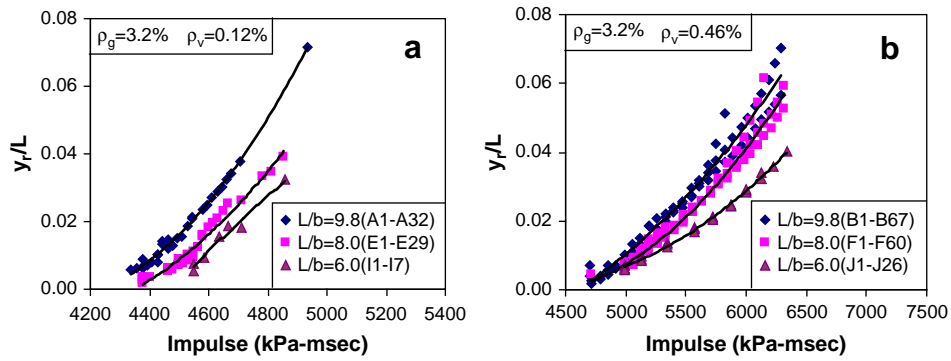 ρg=3.2% ρv=0.12%
a
0.08
0.06
0.04
0.02
0.00
yr/L
L/b=9.8(A1-A32)
L/b=8.0(E1-E29)
L/b=6.0(I1-I7)
4200 4400 4600 4800 5000 5200 5400
Impulse (kPa-msec)
ρg=3.2% ρv=0.46%
b
0.08
0.06
0.04
0.02
0.00
yr/L
L/b=9.8(B1-B67)
L/b=8.0(F1-F60)
L/b=6.0(J1-J26)
4500 5000 5500 6000 6500 7000 7500
Impulse (kPa-msec)